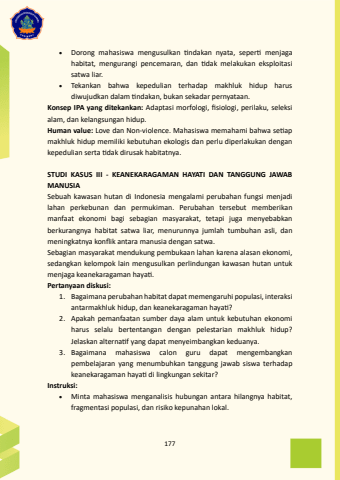 • Dorong mahasiswa mengusulkan tindakan nyata, seperti menjaga
habitat, mengurangi pencemaran, dan tidak melakukan eksploitasi
satwa liar.
• Tekankan bahwa kepedulian terhadap makhluk hidup harus
diwujudkan dalam tindakan, bukan sekadar pernyataan.
Konsep IPA yang ditekankan: Adaptasi morfologi, fisiologi, perilaku, seleksi
alam, dan kelangsungan hidup.
Human value: Love dan Non-violence. Mahasiswa memahami bahwa setiap
makhluk hidup memiliki kebutuhan ekologis dan perlu diperlakukan dengan
kepedulian serta tidak dirusak habitatnya.
STUDI KASUS III - KEANEKARAGAMAN HAYATI DAN TANGGUNG JAWAB
MANUSIA
Sebuah kawasan hutan di Indonesia mengalami perubahan fungsi menjadi
lahan perkebunan dan permukiman. Perubahan tersebut memberikan
manfaat ekonomi bagi sebagian masyarakat, tetapi juga menyebabkan
berkurangnya habitat satwa liar, menurunnya jumlah tumbuhan asli, dan
meningkatnya konflik antara manusia dengan satwa.
Sebagian masyarakat mendukung pembukaan lahan karena alasan ekonomi,
sedangkan kelompok lain mengusulkan perlindungan kawasan hutan untuk
menjaga keanekaragaman hayati.
Pertanyaan diskusi:
1. Bagaimana perubahan habitat dapat memengaruhi populasi, interaksi
antarmakhluk hidup, dan keanekaragaman hayati?
2. Apakah pemanfaatan sumber daya alam untuk kebutuhan ekonomi
harus selalu bertentangan dengan pelestarian makhluk hidup?
Jelaskan alternatif yang dapat menyeimbangkan keduanya.
3. Bagaimana mahasiswa calon guru dapat mengembangkan
pembelajaran yang menumbuhkan tanggung jawab siswa terhadap
keanekaragaman hayati di lingkungan sekitar?
Instruksi:
• Minta mahasiswa menganalisis hubungan antara hilangnya habitat,
fragmentasi populasi, dan risiko kepunahan lokal.
177